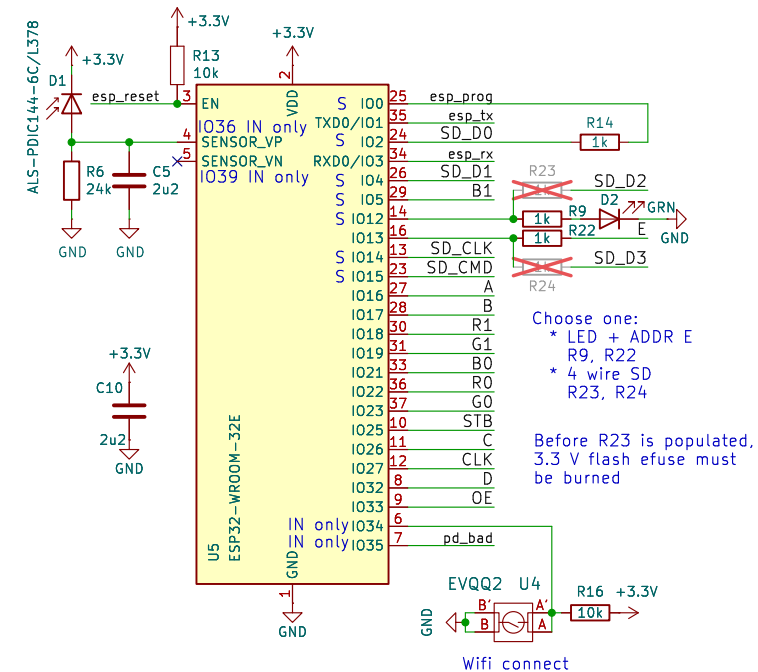 ALS-PDIC144-6C/L378
+3.3V
D1
R6
24k
GND
C5
2u2
GND
+3.3V
R13
10k
esp_reset
+3.3V
2
VDD
3 EN
IO36 IN only
4 SENSOR_VP
5 SENSOR_VN
IO39 IN only
S IO0 25 esp_prog
TXD0/IO1 35 esp_tx
S IO2 24 SD_D0
RXD0/IO3 34 esp_rx
S IO4 26 SD_D1
S IO5 29 B1
S IO12 14
IO13 16
S IO14 13 SD_CLK
S IO15 23 SD_CMD
IO16 27 A
IO17 28 B
IO18 30 R1
IO19 31 G1
IO21 33 B0
IO22 36 R0
IO23 37 G0
IO25 10 STB
IO26 11 C
IO27 12 CLK
IO32 8 D
IO33 9 OE
IN only IO34 6
IN only IO35 7 pd_bad
U5
ESP32-WROOM-32E
GND
1
GND
R14
1k
R23
SD_D2
D2
GRN
1k R9
GND
1k R22
E
SD_D3
R24
Choose one:
* LED + ADDR E
R9, R22
* 4 wire SD
R23, R24
Before R23 is populated,
3.3 V flash efuse must
be burned
+3.3V
C10
2u2
GND
EVQQ2 U4
GND
B' A'
B A
R16
10k
+3.3V
Wifi connect